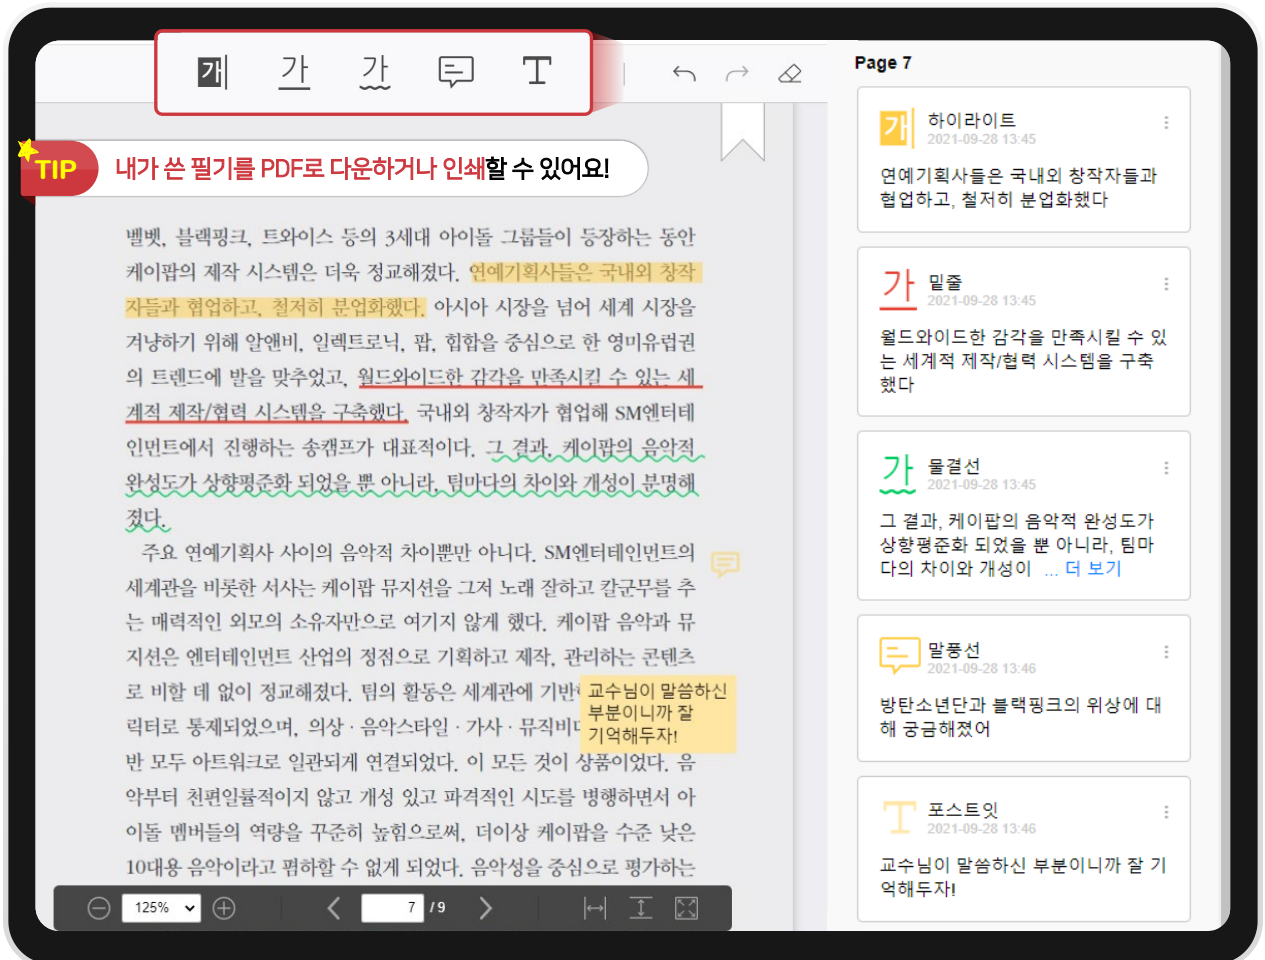 가
가
가
T
TIP
내가 쓴 필기를 PDF로 다운하거나 인쇄할 수 있어요!
벨벳, 블랙핑크, 트와이스 등의 3세대 아이돌 그룹들이 등장하는 동안
케이팝의 제작 시스템은 더욱 정교해졌다. 연예기획사들은 국내외 창작
자들과 협업하고, 철저히 분업화했다. 아시아 시장을 넘어 세계 시장을
겨냥하기 위해 알앤비, 일렉트로닉, 팝, 힙합을 중심으로 한 영미유럽권
의 트렌드에 발을 맞추었고, 월드와이드한 감각을 만족시킬 수 있는 세
계적 제작/협력 시스템을 구축했다. 국내외 창작자가 협업해 SM엔터테
인먼트에서 진행하는 송캠프가 대표적이다. 그 결과, 케이팝의 음악적
완성도가 상향평준화 되었을 뿐 아니라, 팀마다의 차이와 개성이 분명해
졌다.
주요 연예기획사 사이의 음악적 차이뿐만 아니다. SM엔터테인먼트의
세계관을 비롯한 서사는 케이팝 뮤지션을 그저 노래 잘하고 칼군무를 추
는 매력적인 외모의 소유자만으로 여기지 않게 했다. 케이팝 음악과 뮤
지션은 엔터테인먼트 산업의 정점으로 기획하고 제작, 관리하는 콘텐츠
로 비할 데 없이 정교해졌다. 팀의 활동은 세계관에 기반
릭터로 통제되었으며, 의상 · 음악스타일 · 가사 · 뮤직비
교수님이 말씀하신
부분이니까 잘
기억해두자!
반 모두 아트워크로 일관되게 연결되었다. 이 모든 것이 상품이었다. 음
악부터 천편일률적이지 않고 개성 있고 파격적인 시도를 병행하면서 아
이돌 멤버들의 역량을 꾸준히 높힘으로써, 더이상 케이팝을 수준 낮은
10대용 음악이라고 폄하할 수 없게 되었다. 음악성을 중심으로 평가하는
125%
7 / 9
Page 7
가 하이라이트
2021-09-28 13:45
연예기획사들은 국내외 창작자들과
협업하고, 철저히 분업화했다
가 밑줄
2021-09-28 13:45
월드와이드한 감각을 만족시킬 수 있
는 세계적 제작/협력 시스템을 구축
했다
가 물결선
2021-09-28 13:45
그 결과, 케이팝의 음악적 완성도가
상향평준화 되었을 뿐 아니라, 팀마
다의 차이와 개성이 ... 더 보기
말풍선
2021-09-28 13:46
방탄소년단과 블랙핑크의 위상에 대
해 궁금해졌어
T 포스트잇
2021-09-28 13:46
교수님이 말씀하신 부분이니까 잘 기
억해두자!